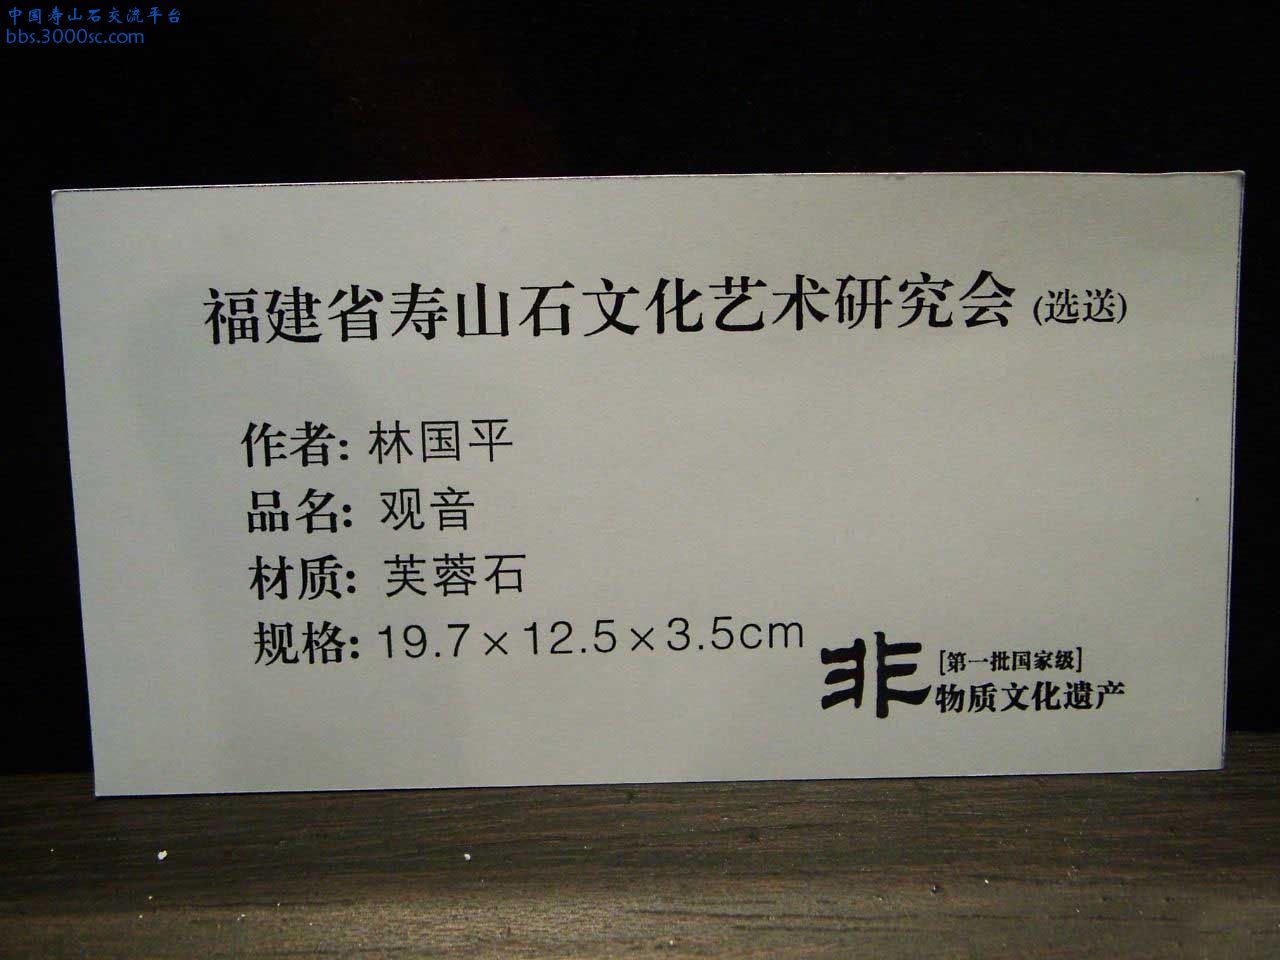 中国寿山石交流平台
bbs.3000sc.com
福建省寿山石文化艺术研究会 (选送)
作者: 林国平
品名: 观音
材质: 芙蓉石
规格: 19.7×12.5×3.5cm
非 [第一批国家级]
物质文化遗产